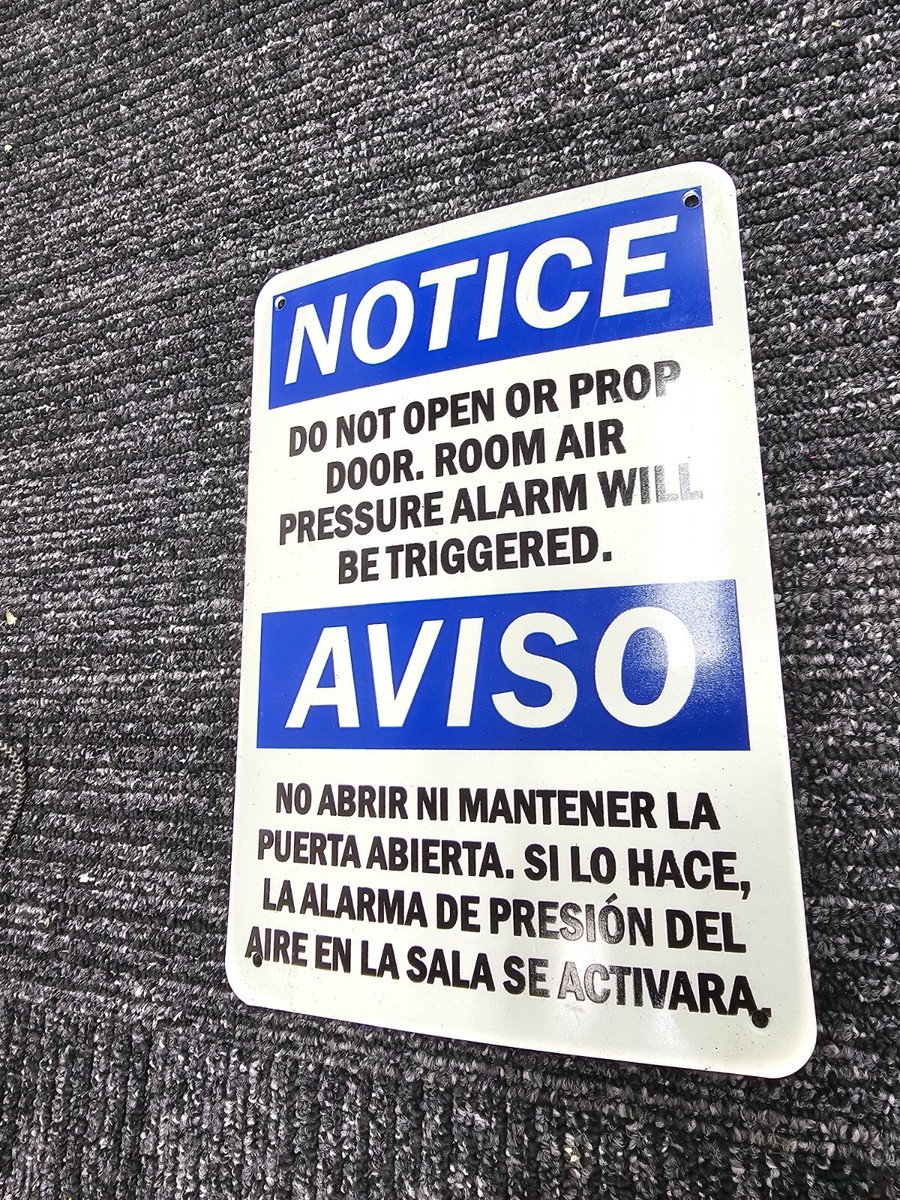 NOTICE
DO NOT OPEN OR PROP
DOOR. ROOM AIR
PRESSURE ALARM WILL
BE TRIGGERED.
AVISO
NO ABRIR NI MANTENER LA
PUERTA ABIERTA. SI LO HACE,
LA ALARMA DE PRESIÓN DEL
AIRE EN LA SALA SE ACTIVARA.